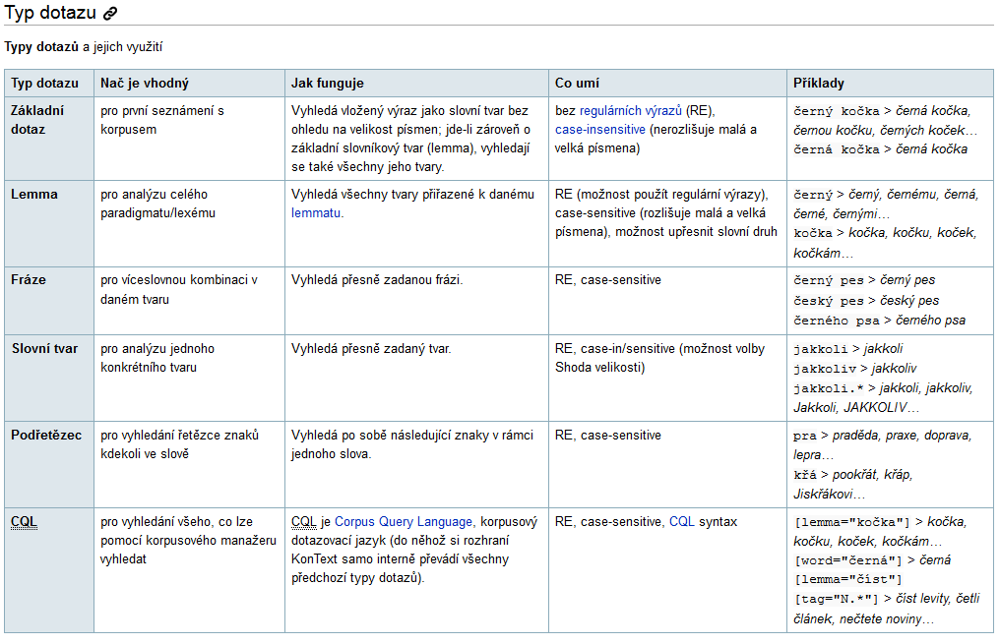 Typ dotazu
Typy dotazů a jejich využití
Typ dotazu
Nač je vhodný
Jak funguje
Co umí
Příklady
Základní
dotaz
pro první seznámení s
korpusem
Vyhledá vložený výraz jako slovní tvar bez
ohledu na velikost písmen; jde-li zároveň o
základní slovníkový tvar (lemma), vyhledají
se také všechny jeho tvary.
bez regulárních výrazů (RE),
case-insensitive (nerozlišuje malá a
velká písmena)
černý kočka > černá kočka,
černou kočku, černých koček…
černá kočka > černá kočka
Lemma
pro analýzu celého
paradigmatu/lexému
Vyhledá všechny tvary přiřazené k danému
lemmatu.
RE (možnost použít regulární výrazy),
case-sensitive (rozlišuje malá a velká
písmena), možnost upřesnit slovní druh
černý > černý, černému, černá,
černé, černými…
kočka > kočka, kočku, koček,
kočkám…
Fráze
pro víceslovnou kombinaci v
daném tvaru
Vyhledá přesně zadanou frázi.
RE, case-sensitive
černý pes > černý pes
český pes > český pes
černého psa > černého psa
Slovní tvar
pro analýzu jednoho
konkrétního tvaru
Vyhledá přesně zadaný tvar.
RE, case-in/sensitive (možnost volby
Shoda velikosti)
jakkoli > jakkoli
jakkoliv > jakkoliv
jakkoli.* > jakkoli, jakkoliv,
Jakkoli, JAKKOLIV…
Podřetězec
pro vyhledání řetězce znaků
kdekoli ve slově
Vyhledá po sobě následující znaky v rámci
jednoho slova.
RE, case-sensitive
pra > praděda, praxe, doprava,
lepra…
křá > pookřát, křáp,
Jiskřákovi…
CQL
pro vyhledání všeho, co lze
pomocí korpusového manažeru
vyhledat
CQL je Corpus Query Language, korpusový
dotazovací jazyk (do něhož si rozhraní
KonText samo interně převádí všechny
předchozí typy dotazů).
RE, case-sensitive, CQL syntax
[lemma="kočka"] > kočka,
kočku, koček, kočkám…
[word="černá"] > černá
[lemma="číst"]
[tag="N.*"] > číst levity, četli
článek, nečtete noviny…